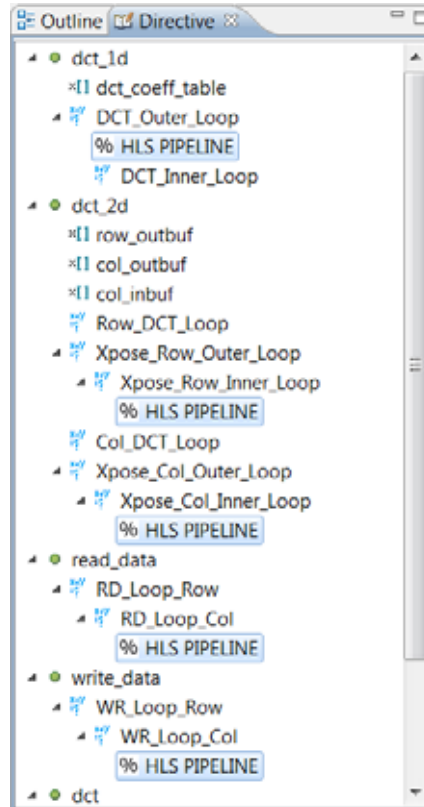 Outline Directive
dct_1d
×[] dct_coeff_table
DCT_Outer_Loop
% HLS PIPELINE
DCT_Inner_Loop
dct_2d
×[] row_outbuf
×[] col_outbuf
×[] col_inbuf
Row_DCT_Loop
Xpose_Row_Outer_Loop
Xpose_Row_Inner_Loop
% HLS PIPELINE
Col_DCT_Loop
Xpose_Col_Outer_Loop
Xpose_Col_Inner_Loop
% HLS PIPELINE
read_data
RD_Loop_Row
RD_Loop_Col
% HLS PIPELINE
write_data
WR_Loop_Row
WR_Loop_Col
% HLS PIPELINE
dct